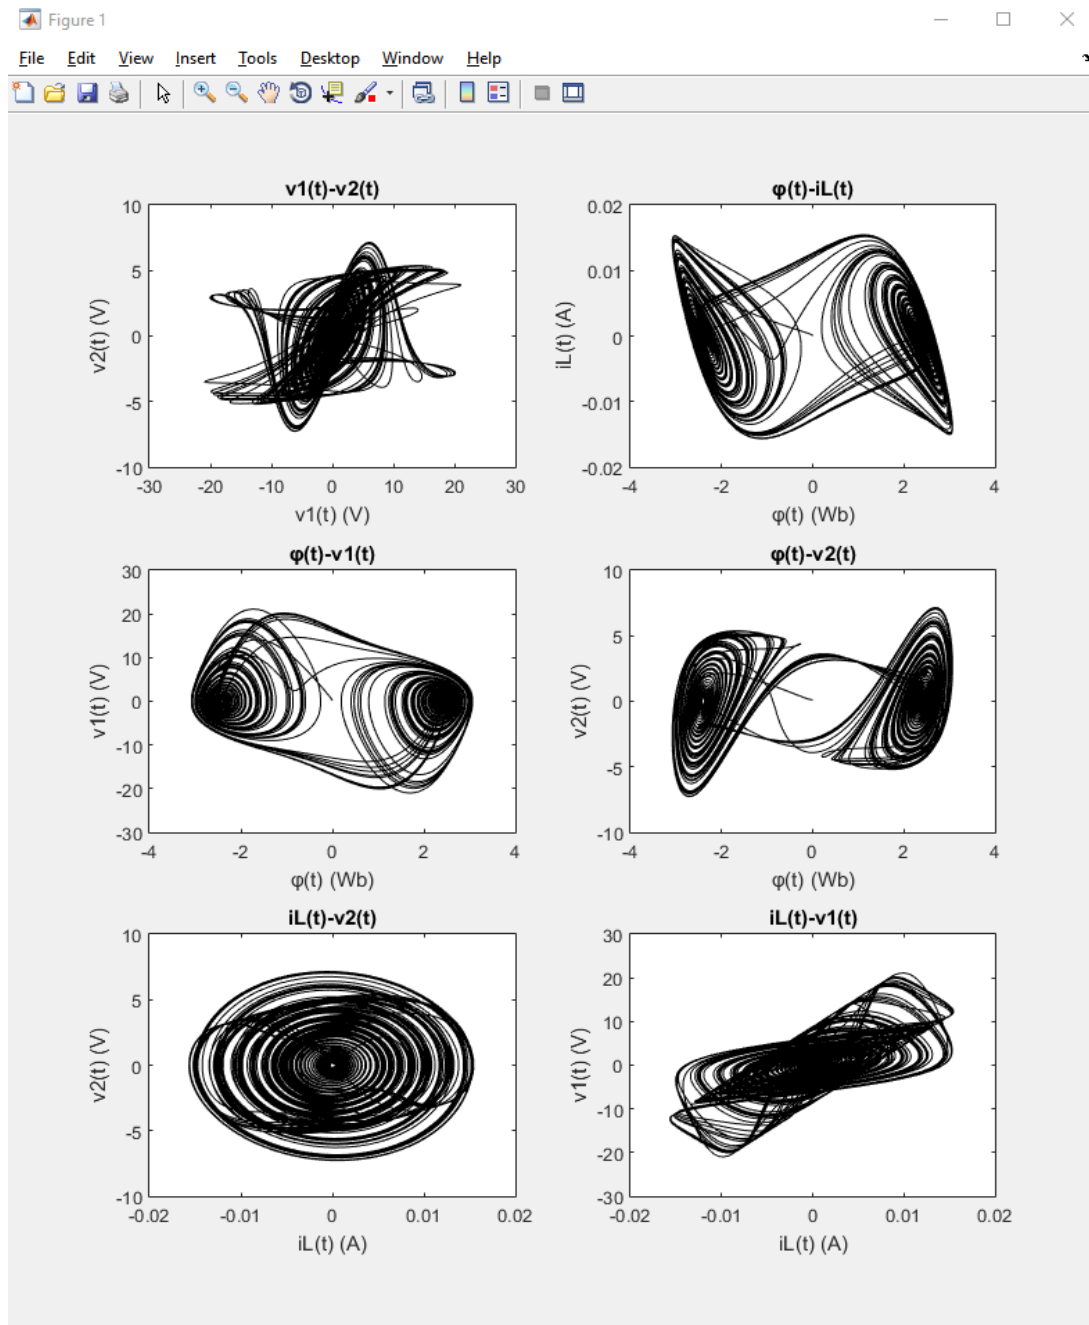 Figure 1
File Edit View Insert Tools Desktop Window Help
v1(t)-v2(t)
10
5
0
-5
-10
v2(t) (V)
-30 -20 -10 0 10 20 30
v1(t) (V)
φ(t)-iL(t)
0.02
0.01
0
-0.01
-0.02
iL(t) (A)
-4 -2 0 2 4
φ(t) (Wb)
φ(t)-v1(t)
30
20
10
0
-10
-20
-30
v1(t) (V)
-4 -2 0 2 4
φ(t) (Wb)
φ(t)-v2(t)
10
5
0
-5
-10
v2(t) (V)
-4 -2 0 2 4
φ(t) (Wb)
iL(t)-v2(t)
10
5
0
-5
-10
v2(t) (V)
-0.02 -0.01 0 0.01 0.02
iL(t) (A)
iL(t)-v1(t)
30
20
10
0
-10
-20
-30
v1(t) (V)
-0.02 -0.01 0 0.01 0.02
iL(t) (A)